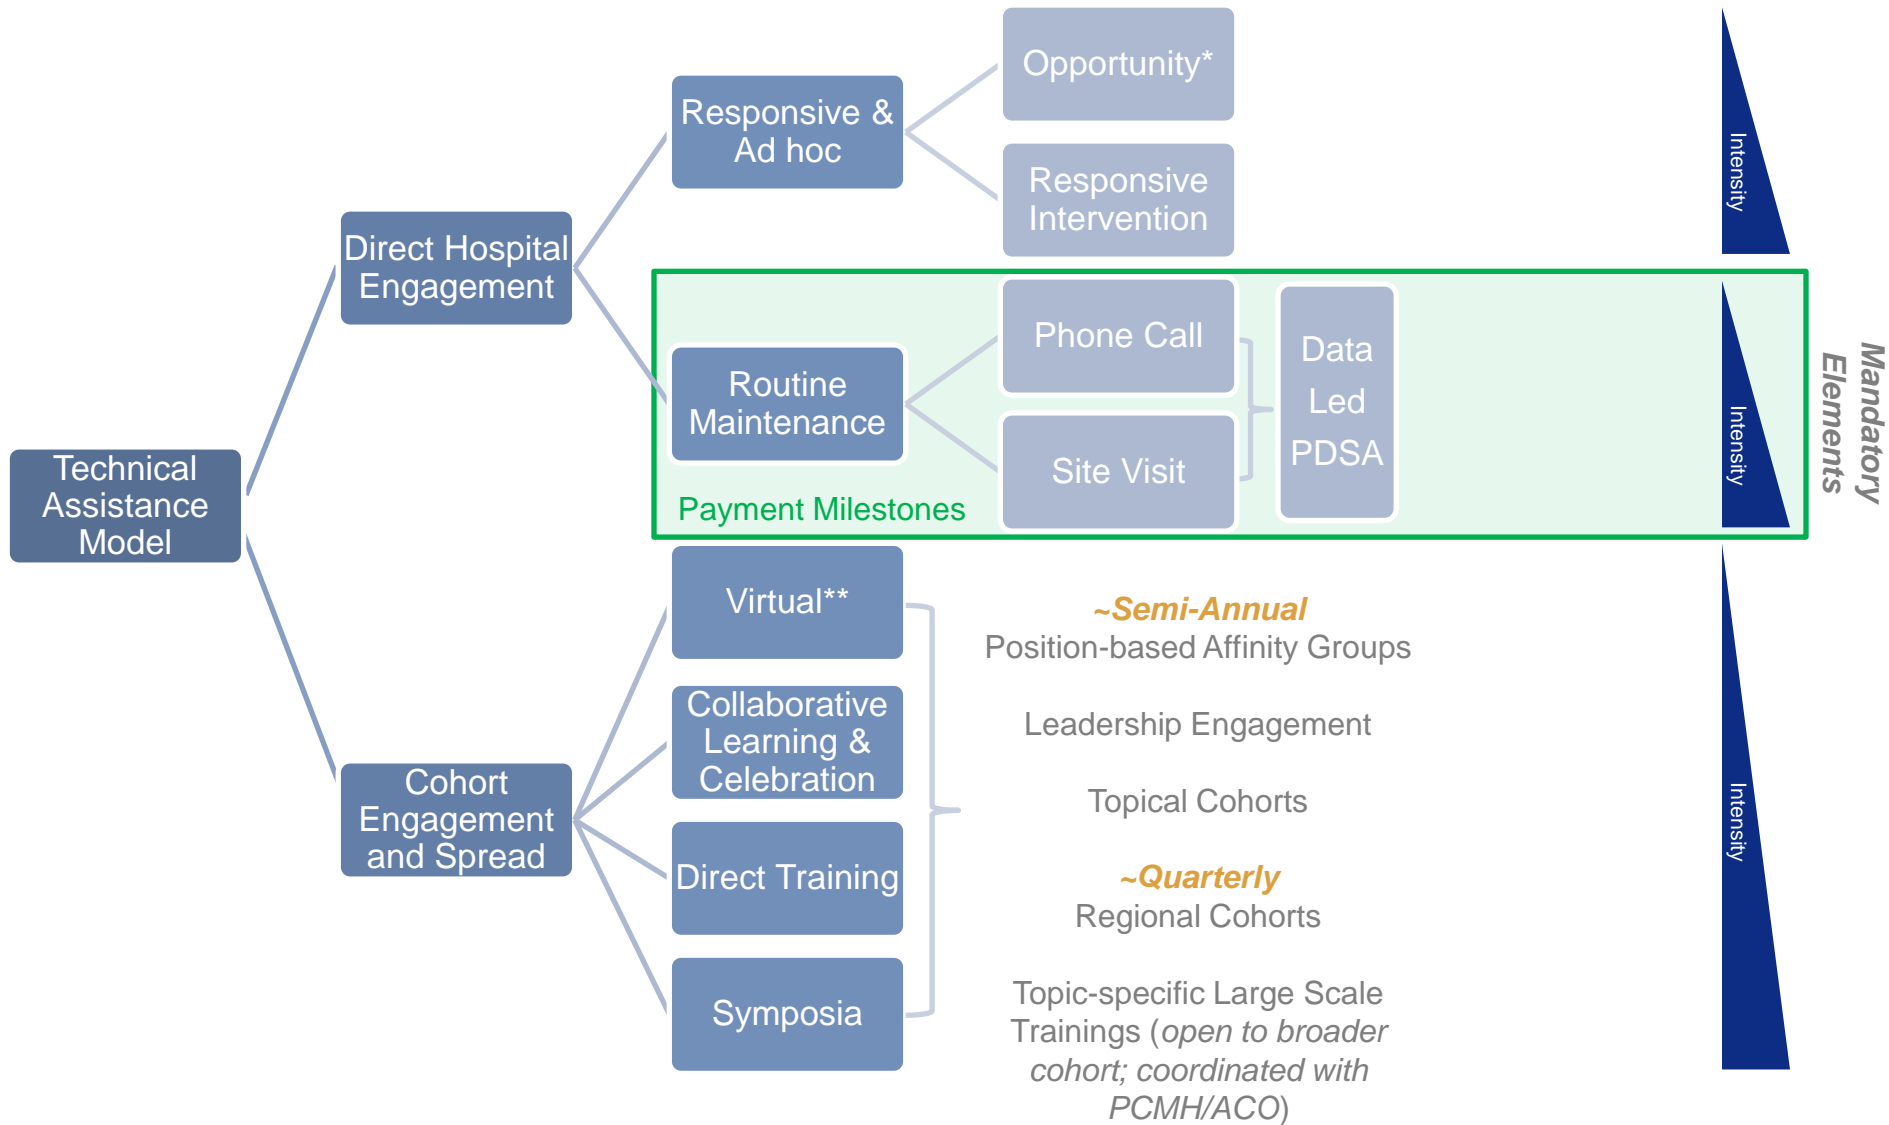 Opportunity*
Responsive &
Ad hoc
Responsive
Intervention
Intensity
Direct Hospital
Engagement
Phone Call
Routine
Maintenance
Site Visit
Data
Led
PDSA
Payment Milestones
Intensity
Mandatory
Elements
Technical
Assistance
Model
Cohort
Engagement
and Spread
Virtual**
Collaborative
Learning &
Celebration
Direct Training
Symposia
~Semi-Annual
Position-based Affinity Groups
Leadership Engagement
Topical Cohorts
~Quarterly
Regional Cohorts
Topic-specific Large Scale
Trainings (open to broader
cohort; coordinated with
PCMH/ACO)
Intensity